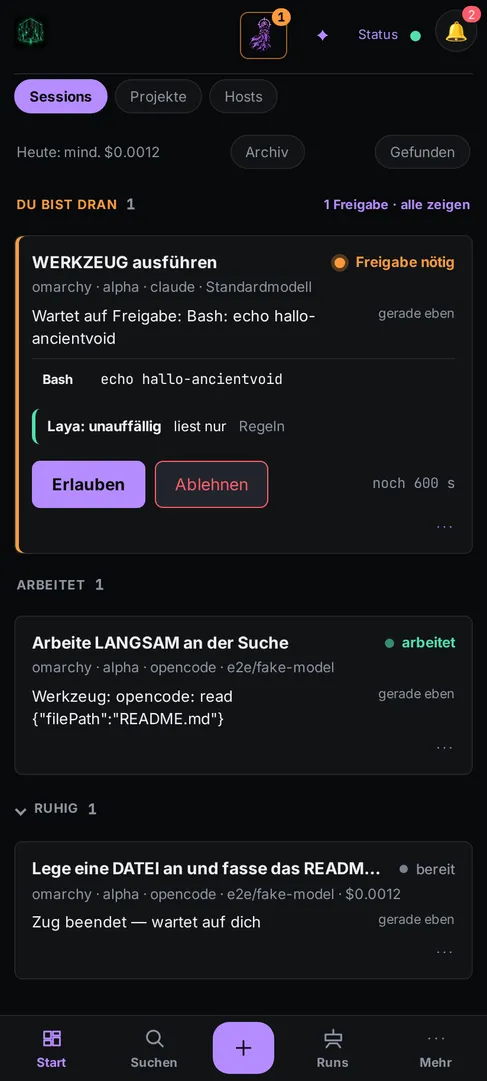 1
✦ Status 2
Sessions Projekte Hosts
Heute: mind. $0.0012 Archiv Gefunden
DU BIST DRAN 1 1 Freigabe · alle zeigen
WERKZEUG ausführen Freigabe nötig
omarchy · alpha · claude · Standardmodell
Wartet auf Freigabe: Bash: echo hallo- gerade eben
ancientvoid
Bash echo hallo-ancientvoid
Laya: unauffällig liest nur Regeln
Erlauben Ablehnen noch 600 s
...
ARBEITET 1
Arbeite LANGSAM an der Suche arbeitet
omarchy · alpha · opencode · e2e/fake-model
Werkzeug: opencode: read gerade eben
{"filePath":"README.md"}
...
RUHIG 1
Lege eine DATEI an und fasse das READM... bereit
omarchy · alpha · opencode · e2e/fake-model · $0.0012
Zug beendet — wartet auf dich gerade eben
...
Start Suchen + Runs ... Mehr